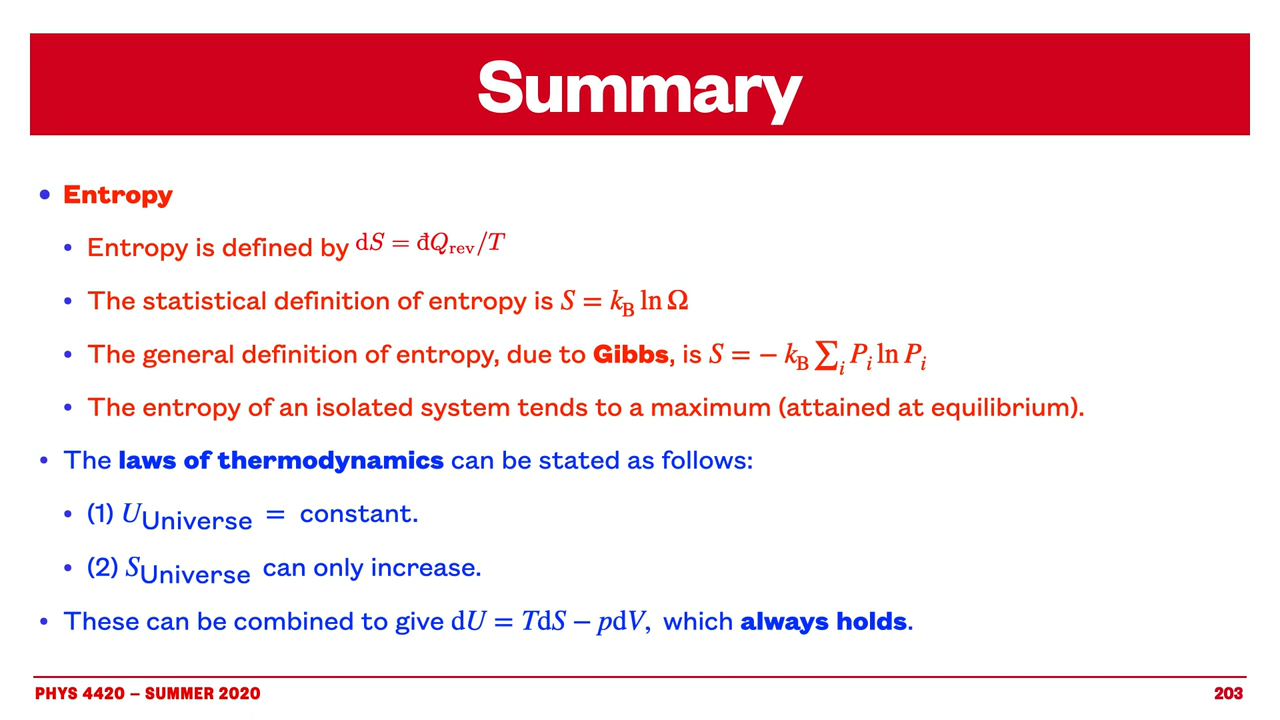 Summary
• Entropy
• Entropy is defined by dS = đQ_rev/T
• The statistical definition of entropy is S = k_B ln Ω
• The general definition of entropy, due to Gibbs, is S = − k_B ∑_i P_i ln P_i
• The entropy of an isolated system tends to a maximum (attained at equilibrium).
• The laws of thermodynamics can be stated as follows:
• (1) U_Universe = constant.
• (2) S_Universe can only increase.
• These can be combined to give dU = TdS − pdV, which always holds.
PHYS 4420 – SUMMER 2020
203